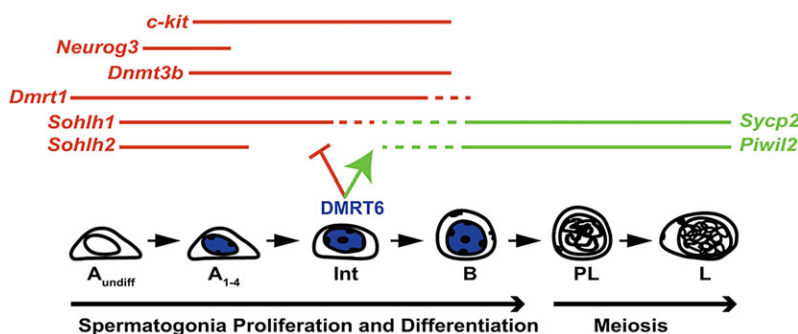 c-kit
Neurog3
Dnmt3b
Dmrt1
Sohlh1 Sycp2
Sohlh2 Piwil2
DMRT6
Aundiff A1-4 Int B PL L
Spermatogonia Proliferation and Differentiation Meiosis